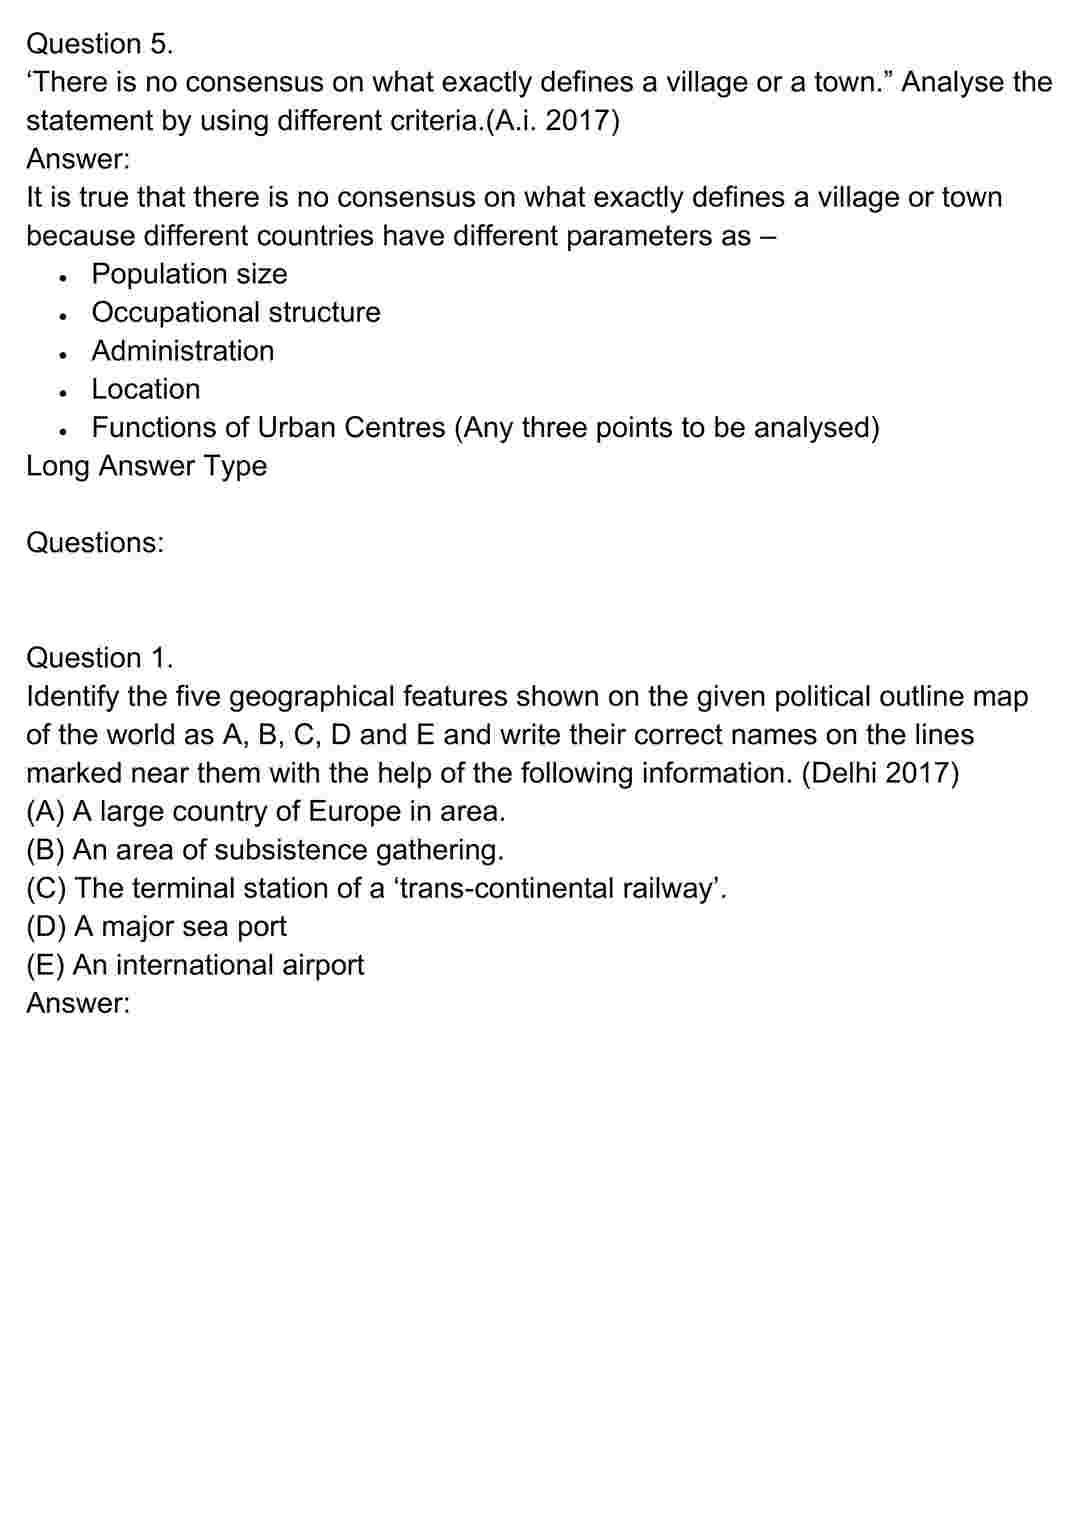 Question 5.
‘There is no consensus on what exactly defines a village or a town.” Analyse the
statement by using different criteria.(A.i. 2017)
Answer:
It is true that there is no consensus on what exactly defines a village or town
because different countries have different parameters as –
• Population size
• Occupational structure
• Administration
• Location
• Functions of Urban Centres (Any three points to be analysed)
Long Answer Type
Questions:
Question 1.
Identify the five geographical features shown on the given political outline map
of the world as A, B, C, D and E and write their correct names on the lines
marked near them with the help of the following information. (Delhi 2017)
(A) A large country of Europe in area.
(B) An area of subsistence gathering.
(C) The terminal station of a ‘trans-continental railway’.
(D) A major sea port
(E) An international airport
Answer: